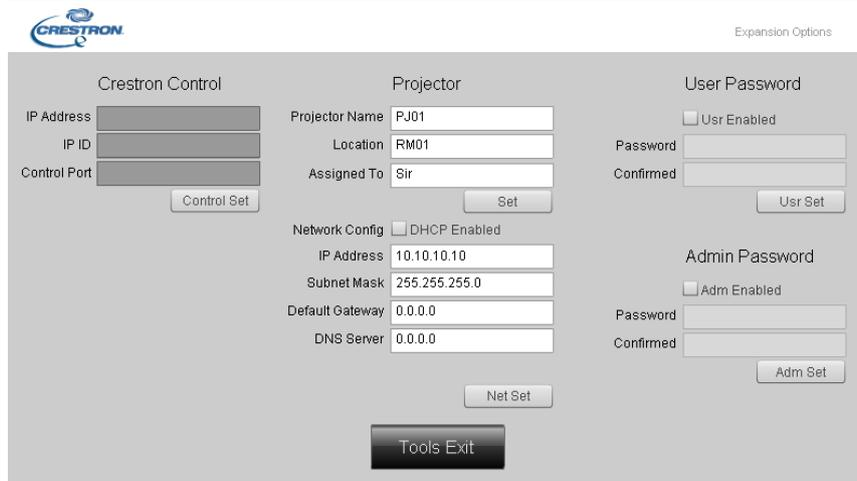 CRESTRON
Expansion Options
Crestron Control
IP Address
IP ID
Control Port
Control Set
Projector
Projector Name PJ01
Location RM01
Assigned To Sir
Set
Network Config DHCP Enabled
IP Address 10.10.10.10
Subnet Mask 255.255.255.0
Default Gateway 0.0.0.0
DNS Server 0.0.0.0
Net Set
User Password
Usr Enabled
Password
Confirmed
Usr Set
Admin Password
Adm Enabled
Password
Confirmed
Adm Set
Tools Exit